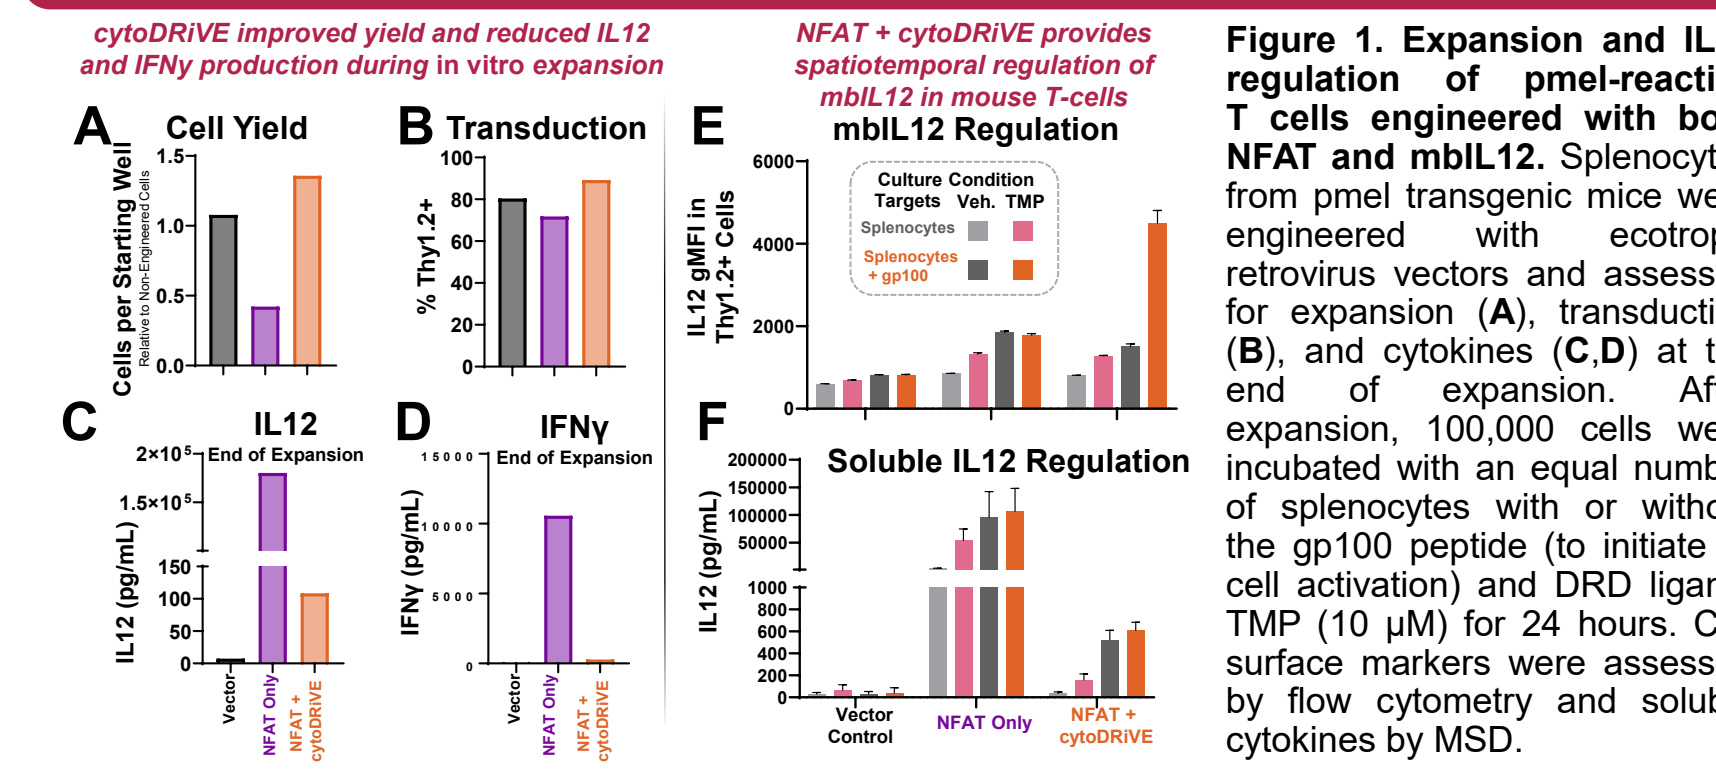 cytoDRiVE improved yield and reduced IL12
and IFNy production during in vitro expansion
A
Cell Yield
Cells per Starting Well
Relative to Non-Engineered Cells
1.5
1.0
0.5
0.0
B
Transduction
% Thy1.2+
100
80
60
40
20
0
C
IL12
End of Expansion
IL12 (pg/mL)
2×10⁵
1.5×10⁵
150
100
50
0
Vector
NFAT Only
NFAT +
cytoDRiVE
D
IFNγ
End of Expansion
IFNγ (pg/mL)
15000
10000
5000
0
Vector
NFAT Only
NFAT +
cytoDRiVE
NFAT + cytoDRiVE provides
spatiotemporal regulation of
mbIL12 in mouse T-cells
E
mbIL12 Regulation
IL12 gMFI in
Thy1.2+ Cells
6000
4000
2000
0
Culture Condition
Targets Veh. TMP
Splenocytes
Splenocytes
+ gp100
F
Soluble IL12 Regulation
IL12 (pg/mL)
200000
150000
100000
50000
1000
800
600
400
200
0
Vector
Control
NFAT Only
NFAT +
cytoDRiVE
Figure 1. Expansion and IL
regulation of pmel-reacti
T cells engineered with bo
NFAT and mbIL12. Splenocyt
from pmel transgenic mice we
engineered with ecotrop
retrovirus vectors and assess
for expansion (A), transducti
(B), and cytokines (C,D) at t
end of expansion. Aft
expansion, 100,000 cells we
incubated with an equal numb
of splenocytes with or witho
the gp100 peptide (to initiate
cell activation) and DRD ligan
TMP (10 µM) for 24 hours. C
surface markers were assess
by flow cytometry and solub
cytokines by MSD.